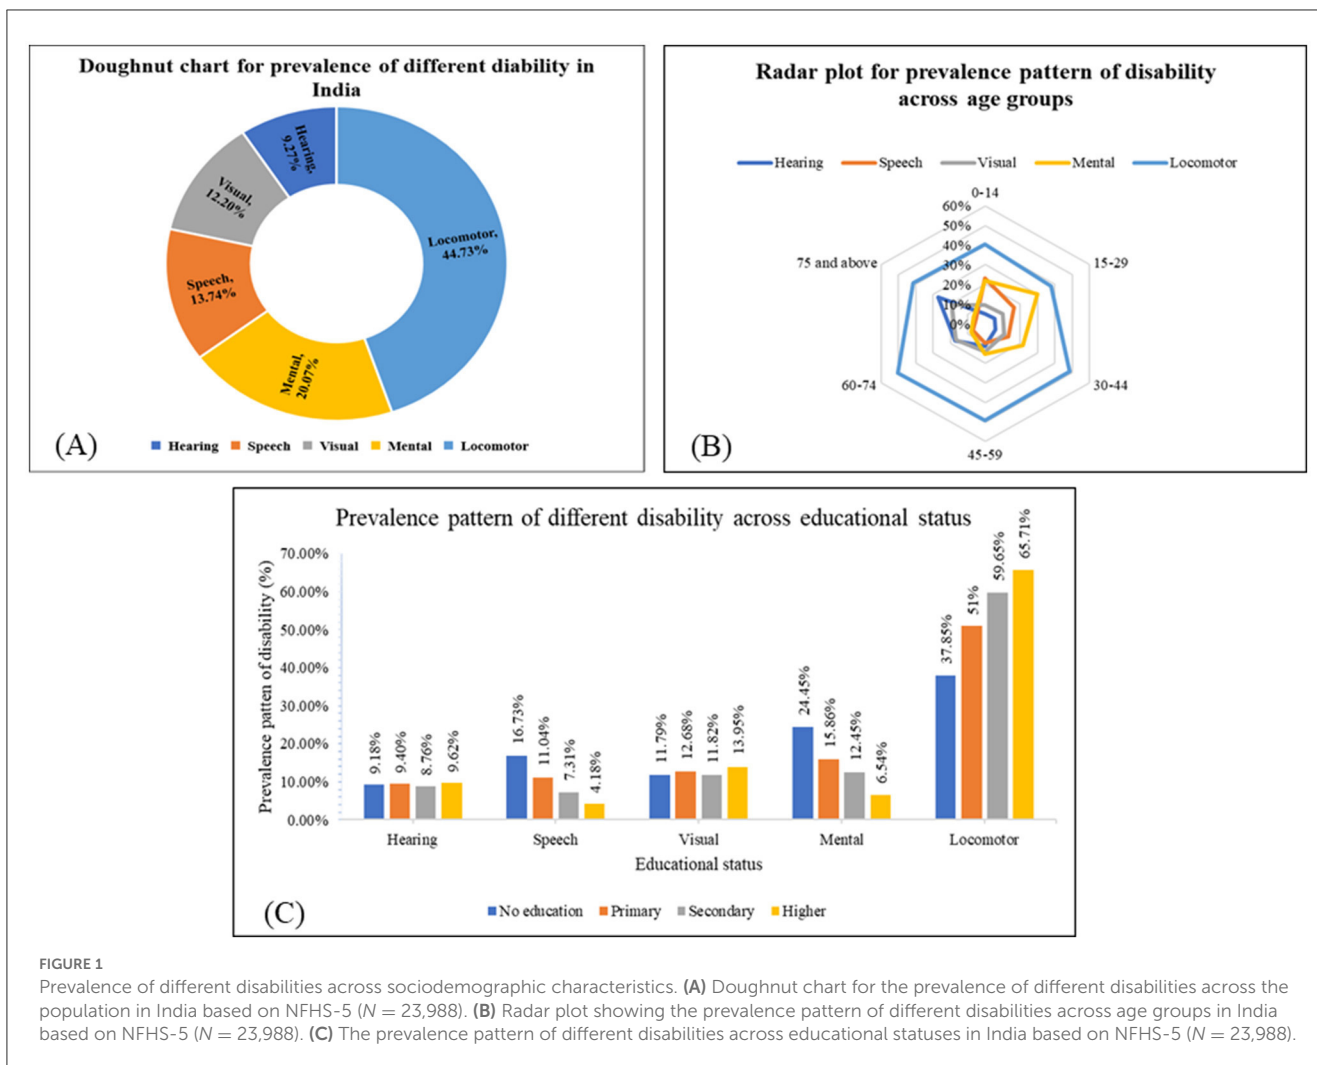 Doughnut chart for prevalence of different diability in
India
Hearing,
9.27%
Visual,
12.20%
Speech,
13.74%
Mental,
20.07%
Locomotor,
44.73%
(A)
Hearing Speech Visual Mental Locomotor
Radar plot for prevalence pattern of disability
across age groups
Hearing Speech Visual Mental Locomotor
0-14
60%
50%
40%
30%
20%
10%
0%
15-29
30-44
45-59
60-74
75 and above
(B)
Prevalence pattern of different disability across educational status
Prevalence patten of disability (%)
70.00%
60.00%
50.00%
40.00%
30.00%
20.00%
10.00%
0.00%
9.18% 9.40% 8.76% 9.62%
16.73% 11.04% 7.31% 4.18%
11.79% 12.68% 11.82% 13.95%
24.45% 15.86% 12.45% 6.54%
37.85% 51% 59.65% 65.71%
Hearing Speech Visual Mental Locomotor
Educational status
(C)
No education Primary Secondary Higher
FIGURE 1
Prevalence of different disabilities across sociodemographic characteristics. (A) Doughnut chart for the prevalence of different disabilities across the
population in India based on NFHS-5 (N = 23,988). (B) Radar plot showing the prevalence pattern of different disabilities across age groups in India
based on NFHS-5 (N = 23,988). (C) The prevalence pattern of different disabilities across educational statuses in India based on NFHS-5 (N = 23,988).